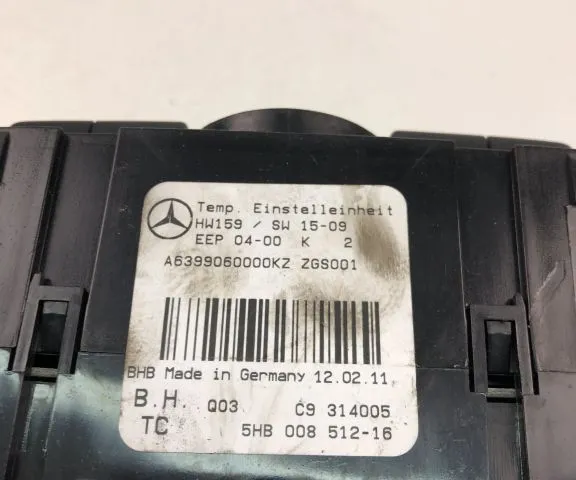 Temp. Einstelleinheit
HW159 / SW 15-09
EEP 04-00 K 2
A6399060000KZ ZGS001
BHB Made in Germany 12.02.11
B.H. Q03 C9 314005
TC 5HB 008 512-16